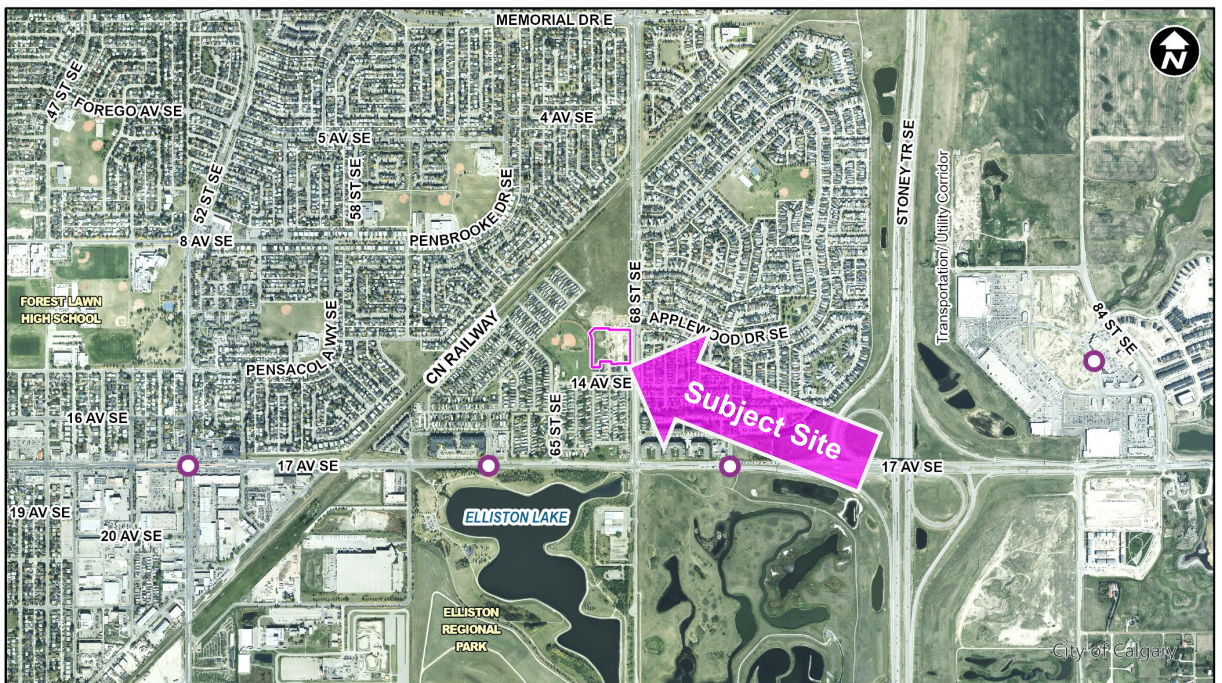 MEMORIAL DR E
N
47 ST SE
FOREGO AV SE
4 AV SE
5 AV SE
52 ST SE
58 ST SE
PENBROOKE DR SE
STONEY TR SE
Transportation/ Utility Corridor
8 AV SE
FOREST LAWN
HIGH SCHOOL
68 ST SE
84 ST SE
CN RAILWAY
APPLEWOOD DR SE
PENSACOLA WY SE
14 AV SE
Subject Site
16 AV SE
65 ST SE
17 AV SE
17 AV SE
19 AV SE
ELLISTON LAKE
20 AV SE
ELLISTON
REGIONAL
PARK
City of Calgary